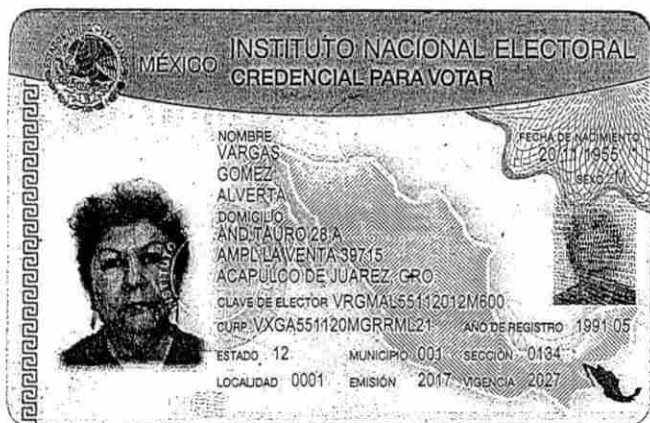 MÉXICO
INSTITUTO NACIONAL ELECTORAL
CREDENCIAL PARA VOTAR
NOMBRE
VARGAS
GOMEZ
ALVERTA
DOMICILIO
AND TAURO 28 A
AMPL LA VENTA 39715
ACAPULCO DE JUAREZ, GRO.
FECHA DE NACIMIENTO
20/11/1955
SEXO M
CLAVE DE ELECTOR VRGMAL55112012M600
CURP VXGA551120MGRRML21 AÑO DE REGISTRO 1991 05
ESTADO 12 MUNICIPIO 001 SECCIÓN 0134
LOCALIDAD 0001 EMISIÓN 2017 VIGENCIA 2027